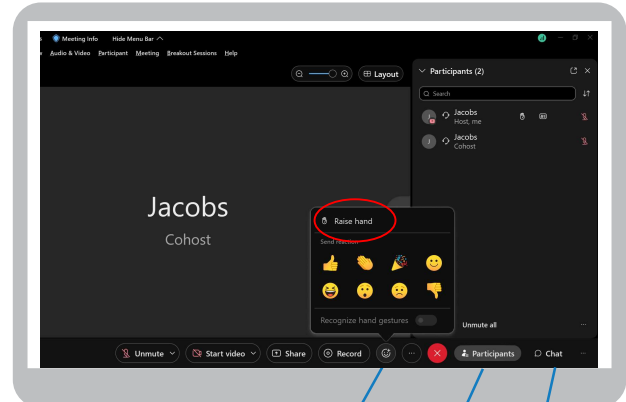 Meeting Info Hide Menu Bar
Audio & Video Participant Meeting Breakout Sessions Help
Layout
Participants (2)
Search
Jacobs
Host, me
Jacobs
Cohost
Jacobs
Cohost
Raise hand
Send reaction
Recognize hand gestures
Unmute all
Unmute Start video Share Record Participants Chat